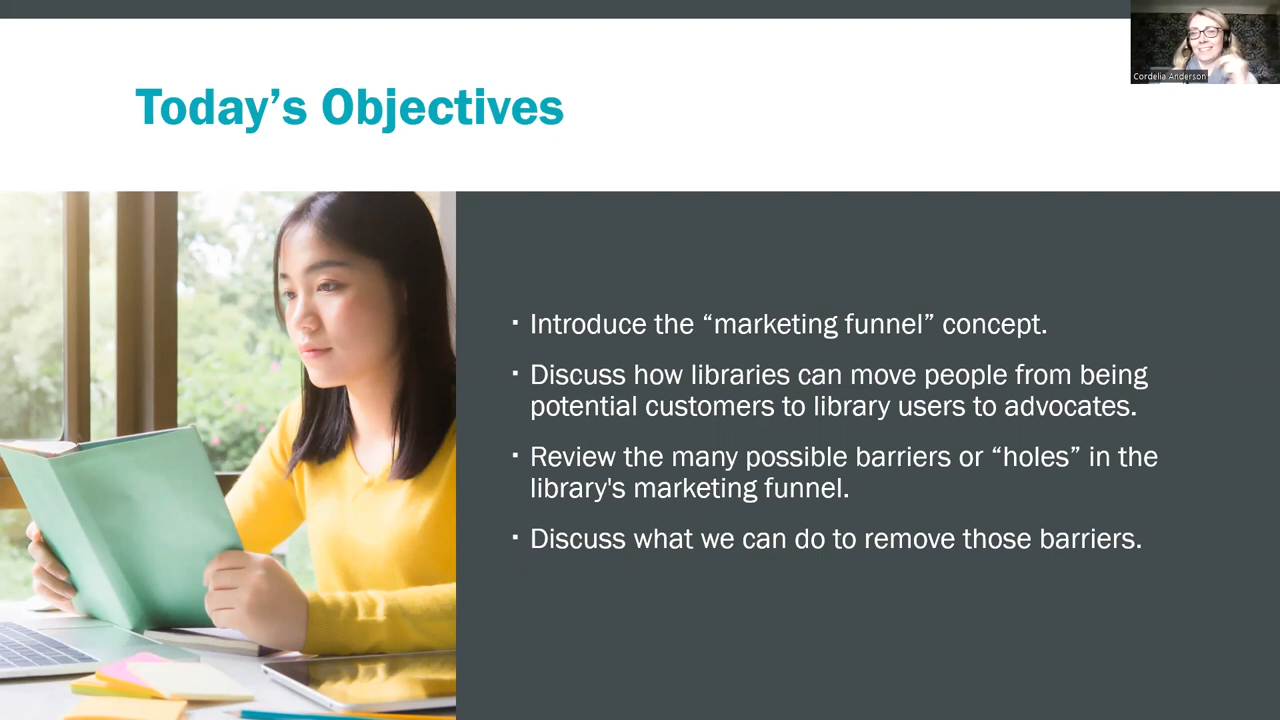 Cordelia Anderson
Today’s Objectives
▪ Introduce the “marketing funnel” concept.
▪ Discuss how libraries can move people from being
potential customers to library users to advocates.
▪ Review the many possible barriers or “holes” in the
library's marketing funnel.
▪ Discuss what we can do to remove those barriers.